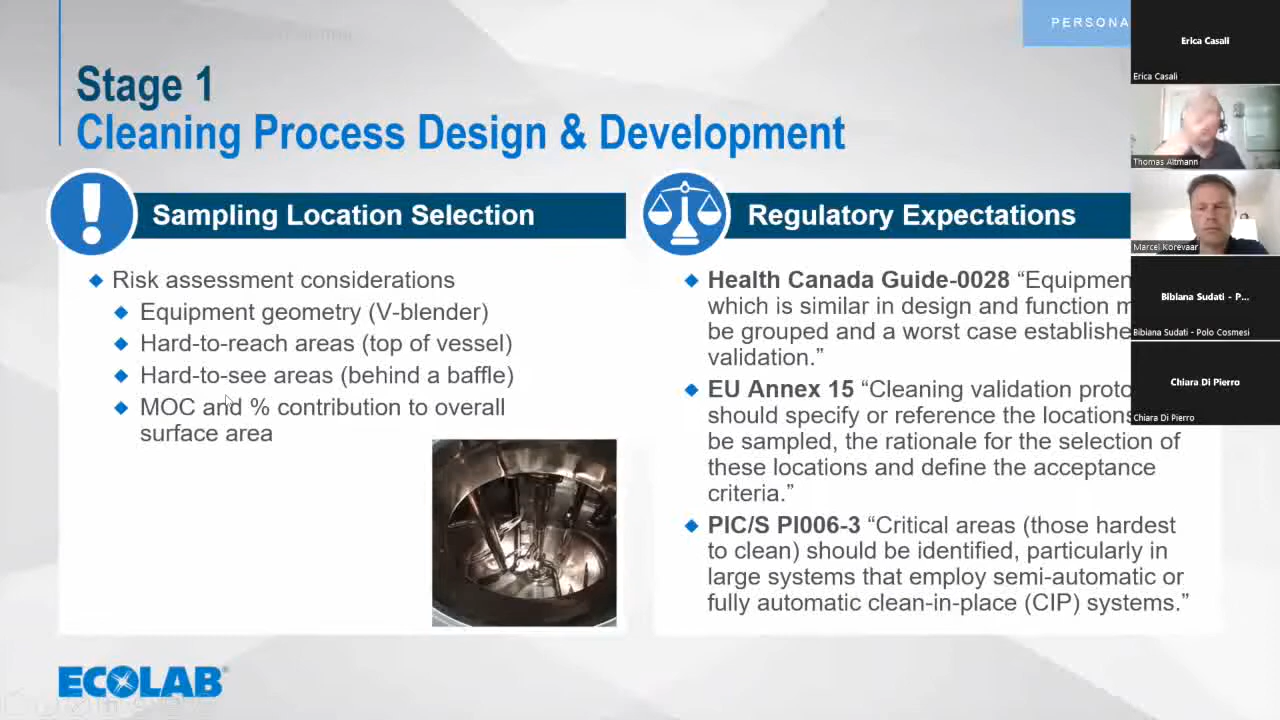 PERSONA
Stage 1
Cleaning Process Design & Development
Sampling Location Selection
Risk assessment considerations
Equipment geometry (V-blender)
Hard-to-reach areas (top of vessel)
Hard-to-see areas (behind a baffle)
MOC and % contribution to overall
surface area
Regulatory Expectations
Health Canada Guide-0028 “Equipmen
which is similar in design and function m
be grouped and a worst case establishe
validation.”
EU Annex 15 “Cleaning validation proto
should specify or reference the locations
be sampled, the rationale for the selection of
these locations and define the acceptance
criteria.”
PIC/S PI006-3 “Critical areas (those hardest
to clean) should be identified, particularly in
large systems that employ semi-automatic or
fully automatic clean-in-place (CIP) systems.”
ECOLAB
Erica Casali
Erica Casali
Thomas Altmann
Marcel Korevaar
Bibiana Sudati - P...
Bibiana Sudati - Polo Cosmesi
Chiara Di Pierro
Chiara Di Pierro